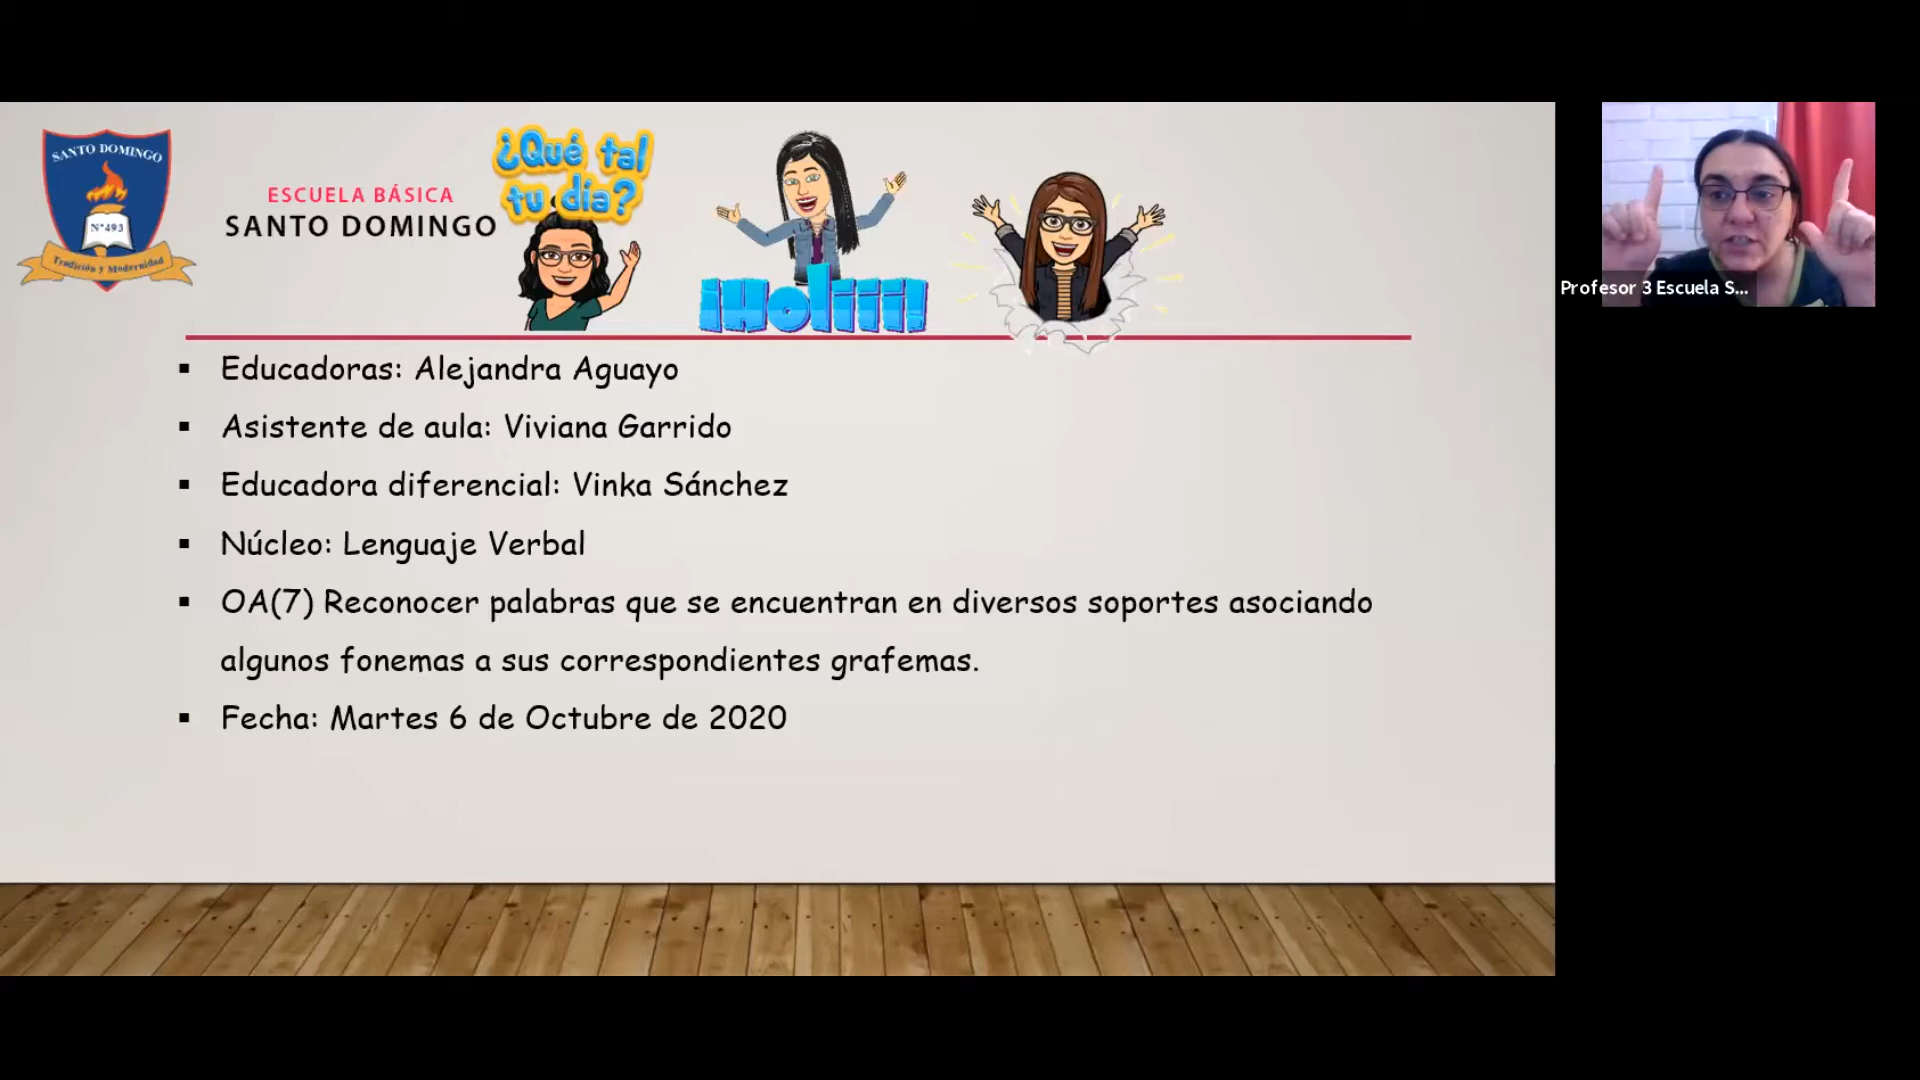 SANTO DOMINGO
N°493
Tradición y Modernidad
ESCUELA BÁSICA
SANTO DOMINGO
¿Qué tal
tu día?
¡Holiii!
Profesor 3 Escuela S...
▪ Educadoras: Alejandra Aguayo
▪ Asistente de aula: Viviana Garrido
▪ Educadora diferencial: Vinka Sánchez
▪ Núcleo: Lenguaje Verbal
▪ OA(7) Reconocer palabras que se encuentran en diversos soportes asociando
algunos fonemas a sus correspondientes grafemas.
▪ Fecha: Martes 6 de Octubre de 2020